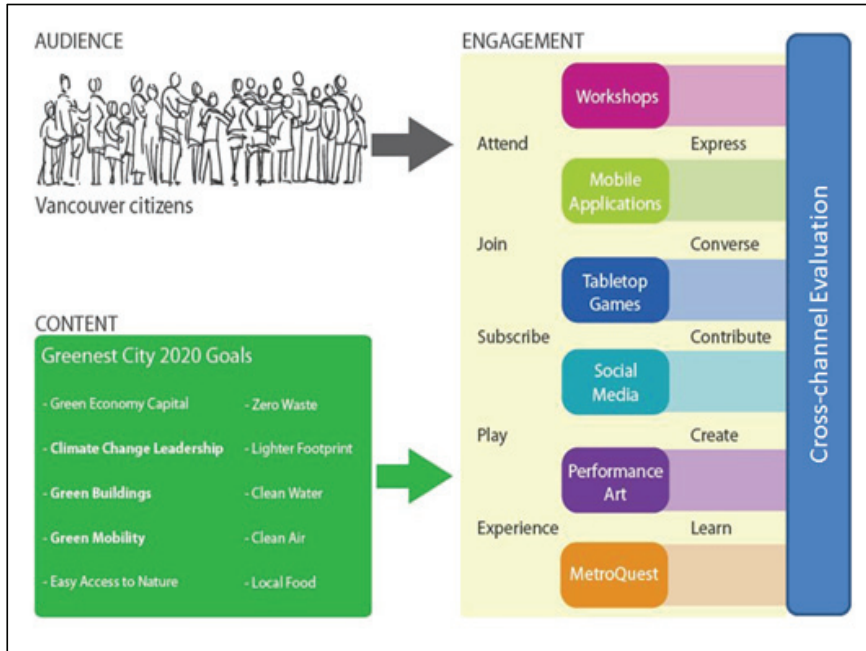 AUDIENCE
Vancouver citizens
CONTENT
Greenest City 2020 Goals
- Green Economy Capital
- Climate Change Leadership
- Green Buildings
- Green Mobility
- Easy Access to Nature
- Zero Waste
- Lighter Footprint
- Clean Water
- Clean Air
- Local Food
ENGAGEMENT
Workshops
Attend
Express
Mobile
Applications
Join
Converse
Tabletop
Games
Subscribe
Contribute
Social
Media
Play
Create
Performance
Art
Experience
Learn
MetroQuest
Cross-channel Evaluation